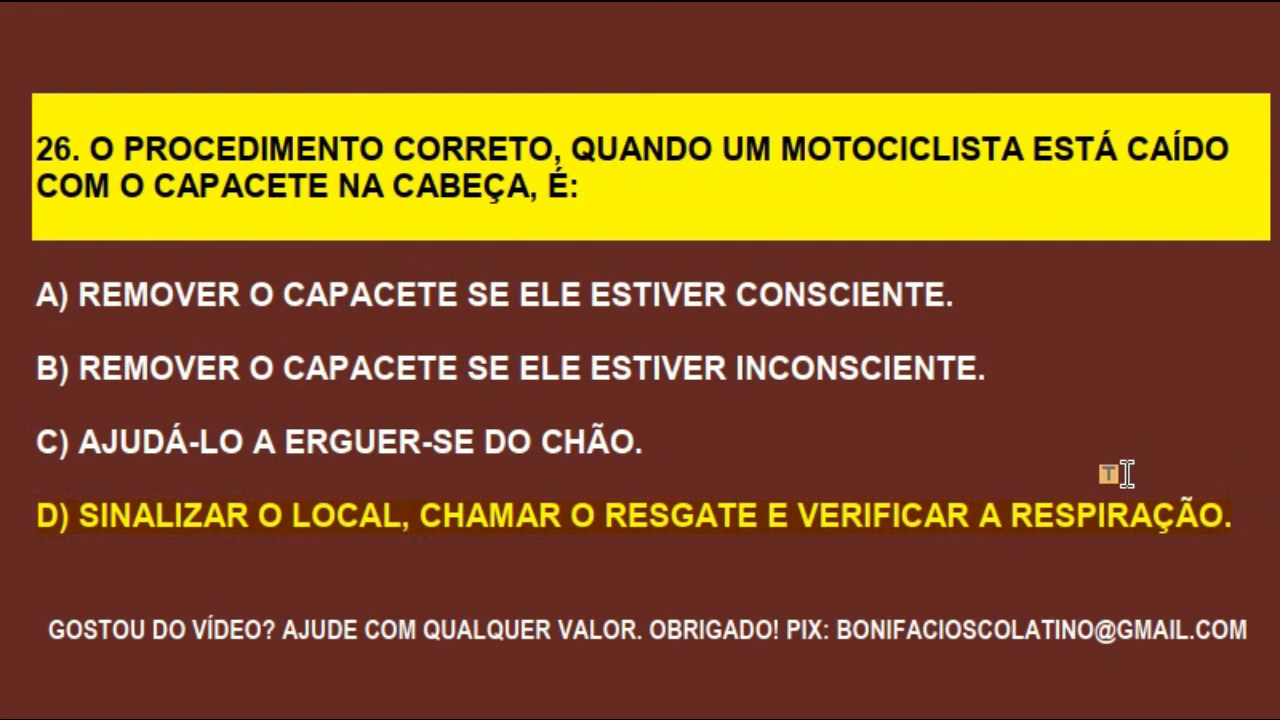 26. O PROCEDIMENTO CORRETO, QUANDO UM MOTOCICLISTA ESTÁ CAÍDO
COM O CAPACETE NA CABEÇA, É:
A) REMOVER O CAPACETE SE ELE ESTIVER CONSCIENTE.
B) REMOVER O CAPACETE SE ELE ESTIVER INCONSCIENTE.
C) AJUDÁ-LO A ERGUER-SE DO CHÃO.
T
D) SINALIZAR O LOCAL, CHAMAR O RESGATE E VERIFICAR A RESPIRAÇÃO.
GOSTOU DO VÍDEO? AJUDE COM QUALQUER VALOR. OBRIGADO! PIX: BONIFACIOSCOLATINO@GMAIL.COM